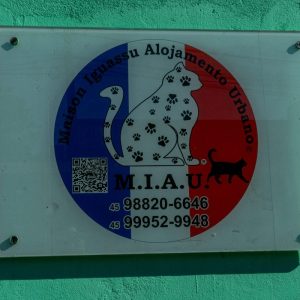 Maison Iguassu Alojamento Urbano
M.I.A.U.
45 98820-6646
45 99952-9948